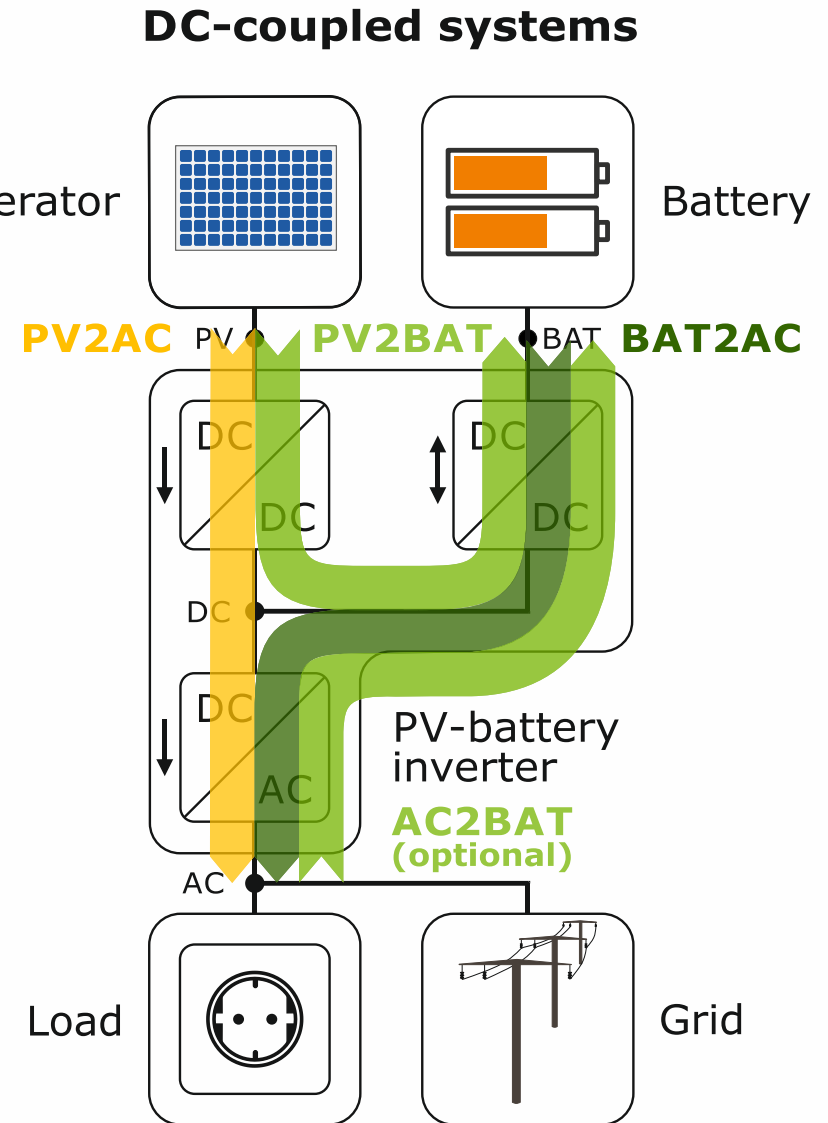 DC-coupled systems
erator
Battery
PV2AC
PV
PV2BAT
BAT
BAT2AC
DC
DC
DC
DC
DC
DC
AC
PV-battery
inverter
AC2BAT
(optional)
AC
Load
Grid